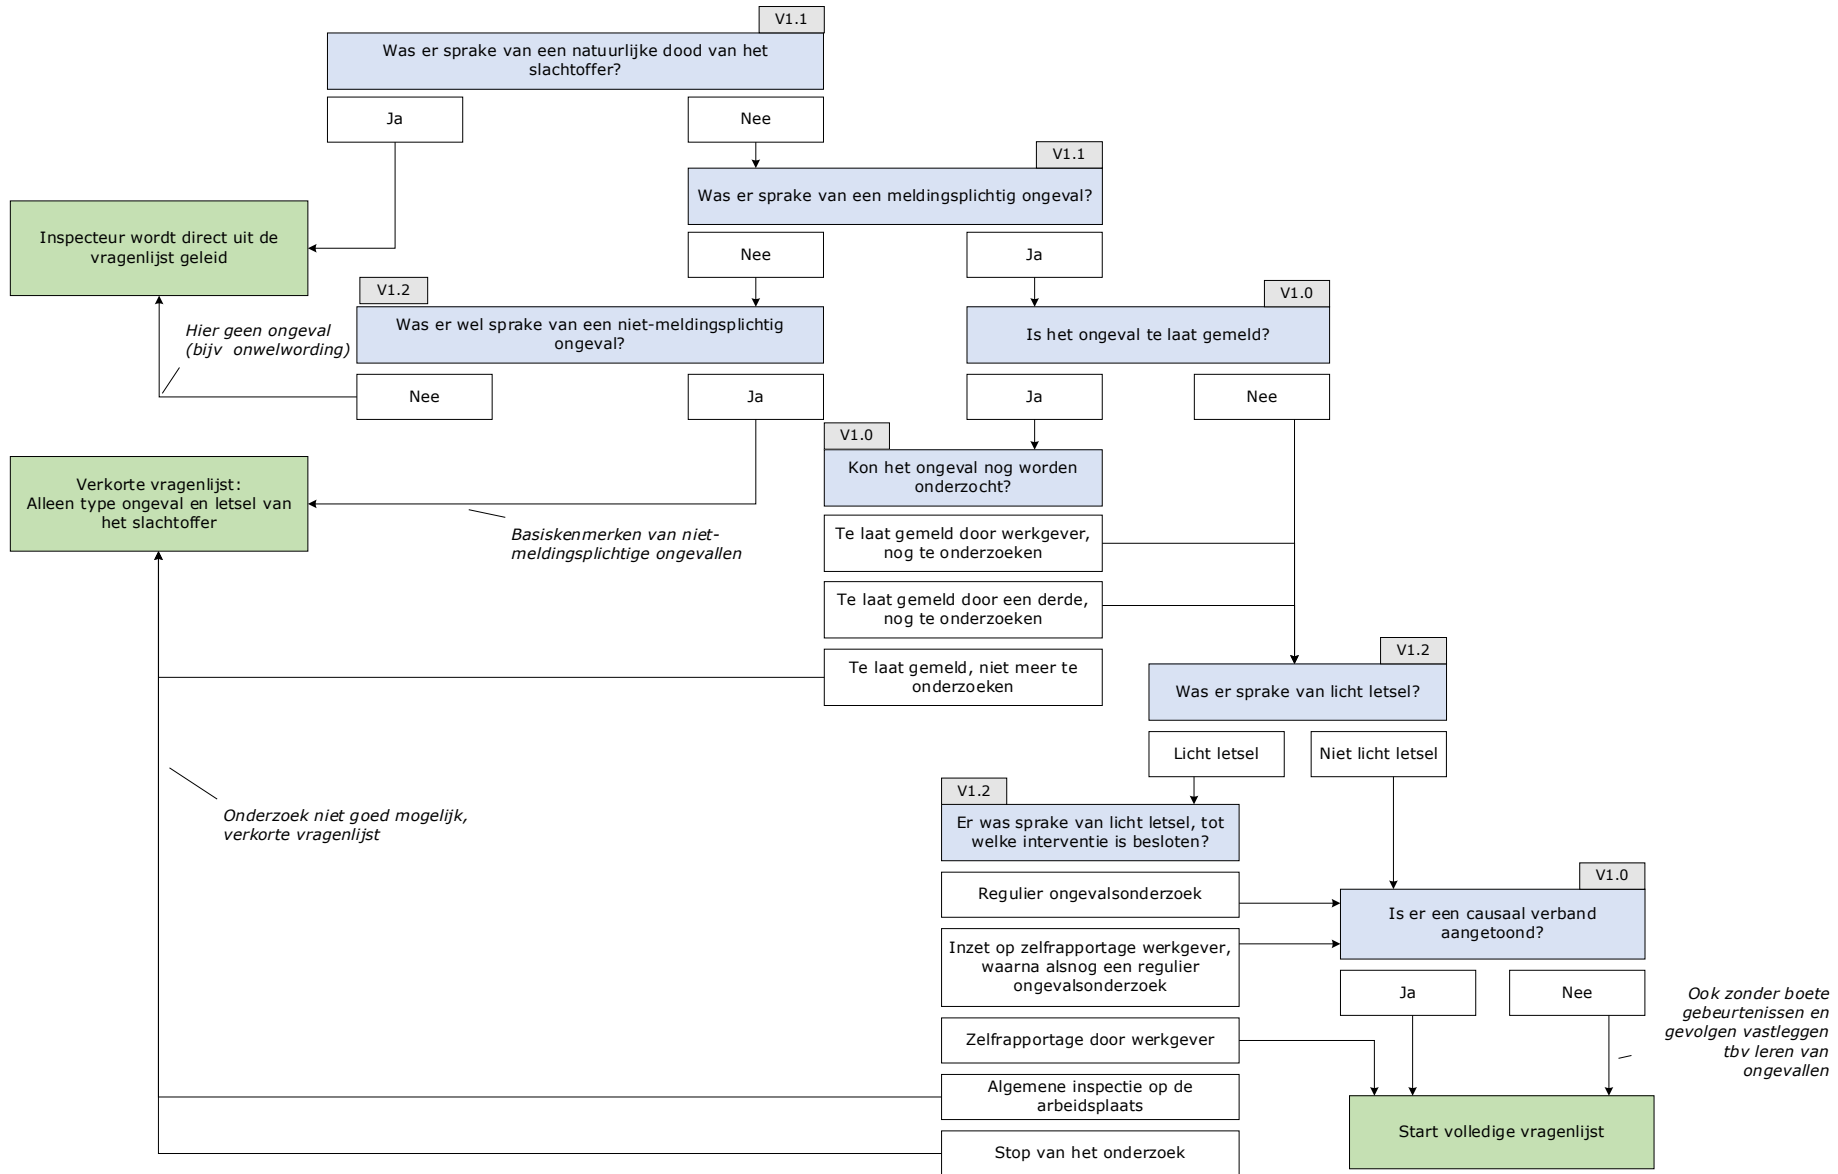 V1.1
Was er sprake van een natuurlijke dood van het
slachtoffer?
Ja
Nee
V1.1
Was er sprake van een meldingsplichtig ongeval?
Inspecteur wordt direct uit de
vragenlijst geleid
Nee
Ja
V1.2
V1.0
Hier geen ongeval
(bijv onwelwording)
Was er wel sprake van een niet-meldingsplichtig
ongeval?
Is het ongeval te laat gemeld?
Nee
Ja
Ja
Nee
V1.0
Kon het ongeval nog worden
onderzocht?
Verkorte vragenlijst:
Alleen type ongeval en letsel van
het slachtoffer
Basiskenmerken van niet-
meldingsplichtige ongevallen
Te laat gemeld door werkgever,
nog te onderzoeken
Te laat gemeld door een derde,
nog te onderzoeken
Te laat gemeld, niet meer te
onderzoeken
V1.2
Was er sprake van licht letsel?
Licht letsel
Niet licht letsel
Onderzoek niet goed mogelijk,
verkorte vragenlijst
V1.2
Er was sprake van licht letsel, tot
welke interventie is besloten?
Regulier ongevalsonderzoek
V1.0
Is er een causaal verband
aangetoond?
Inzet op zelfrapportage werkgever,
waarna alsnog een regulier
ongevalsonderzoek
Ja
Nee
Ook zonder boete
gebeurtenissen en
gevolgen vastleggen
tbv leren van
ongevallen
Zelfrapportage door werkgever
Algemene inspectie op de
arbeidsplaats
Stop van het onderzoek
Start volledige vragenlijst